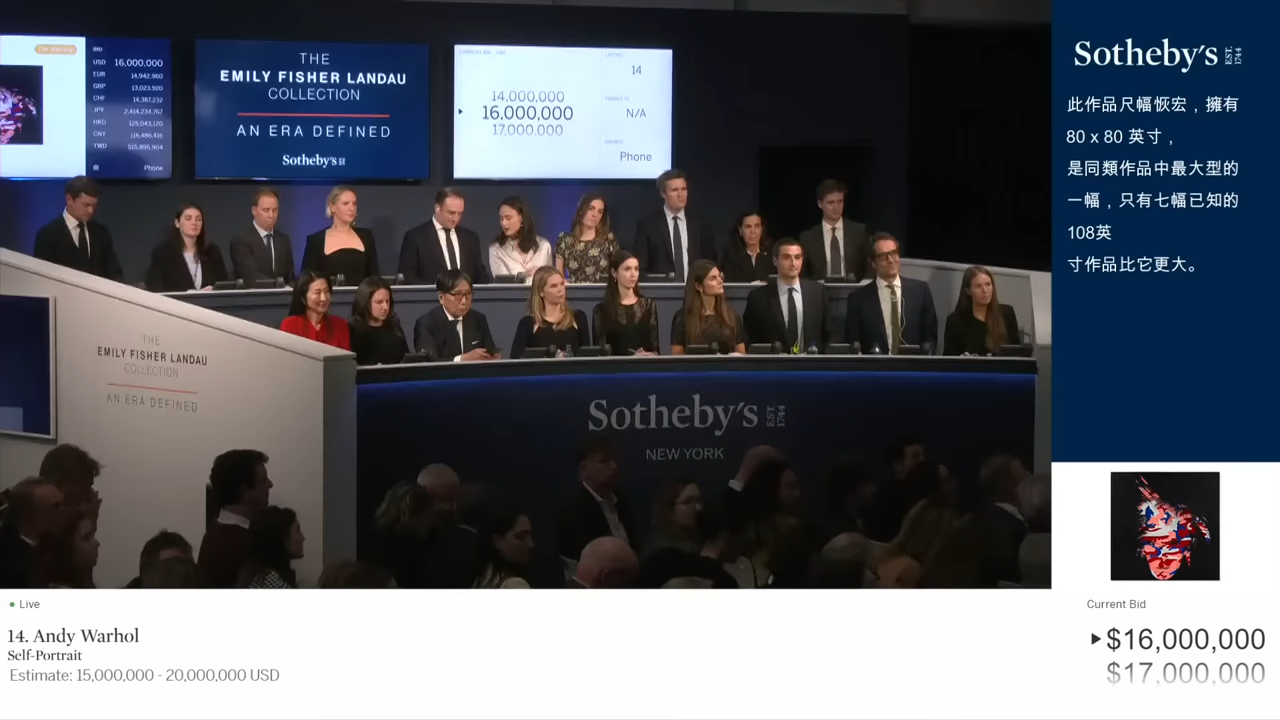 BID
USD 16,000,000
EUR 14,942,960
GBP 13,023,920
CHF 14,387,232
JPY 2,414,234,767
HKD 125,043,120
CNY 116,486,416
TWD 515,895,904
Phone
THE
EMILY FISHER LANDAU
COLLECTION
AN ERA DEFINED
Sotheby's
14,000,000
16,000,000
17,000,000
14
N/A
Phone
THE
EMILY FISHER LANDAU
COLLECTION
AN ERA DEFINED
Sotheby's EST. 1744
NEW YORK
Sotheby's EST. 1744
此作品尺幅恢宏，擁有
80 x 80 英寸，
是同類作品中最大型的
一幅，只有七幅已知的
108英
寸作品比它更大。
Live
14. Andy Warhol
Self-Portrait
Estimate: 15,000,000 - 20,000,000 USD
Current Bid
$16,000,000
$17,000,000